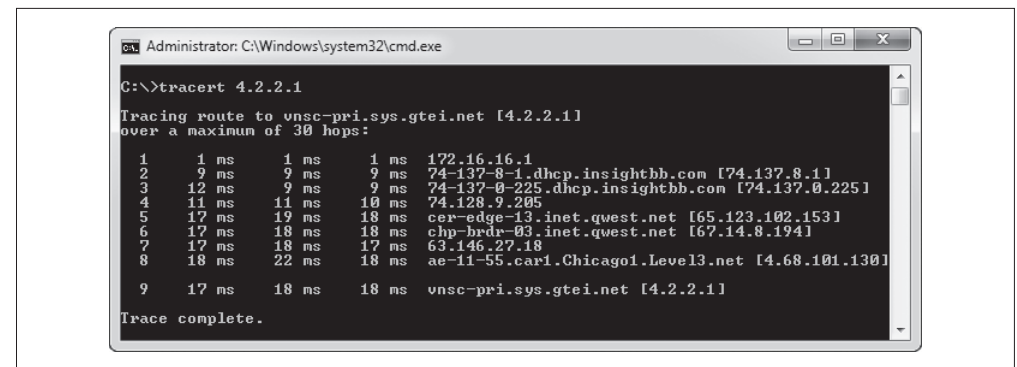 Administrator: C:\Windows\system32\cmd.exe
C:\>tracert 4.2.2.1
Tracing route to vnsc-pri.sys.gtei.net [4.2.2.1]
over a maximum of 30 hops:
1 1 ms 1 ms 1 ms 172.16.16.1
2 9 ms 9 ms 9 ms 74-137-8-1.dhcp.insightbb.com [74.137.8.1]
3 12 ms 9 ms 9 ms 74-137-0-225.dhcp.insightbb.com [74.137.0.225]
4 11 ms 11 ms 10 ms 74.128.9.205
5 17 ms 19 ms 18 ms cer-edge-13.inet.qwest.net [65.123.102.153]
6 17 ms 18 ms 18 ms chp-brdr-03.inet.qwest.net [67.14.8.194]
7 17 ms 18 ms 17 ms 63.146.27.18
8 18 ms 22 ms 18 ms ae-11-55.car1.Chicago1.Level3.net [4.68.101.130]
9 17 ms 18 ms 18 ms vnsc-pri.sys.gtei.net [4.2.2.1]
Trace complete.